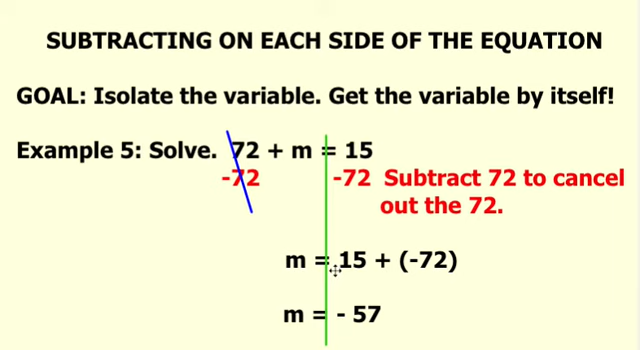 SUBTRACTING ON EACH SIDE OF THE EQUATION
GOAL: Isolate the variable. Get the variable by itself!
Example 5: Solve. 72 + m = 15
-72 -72 Subtract 72 to cancel
out the 72.
m = 15 + (-72)
m = - 57